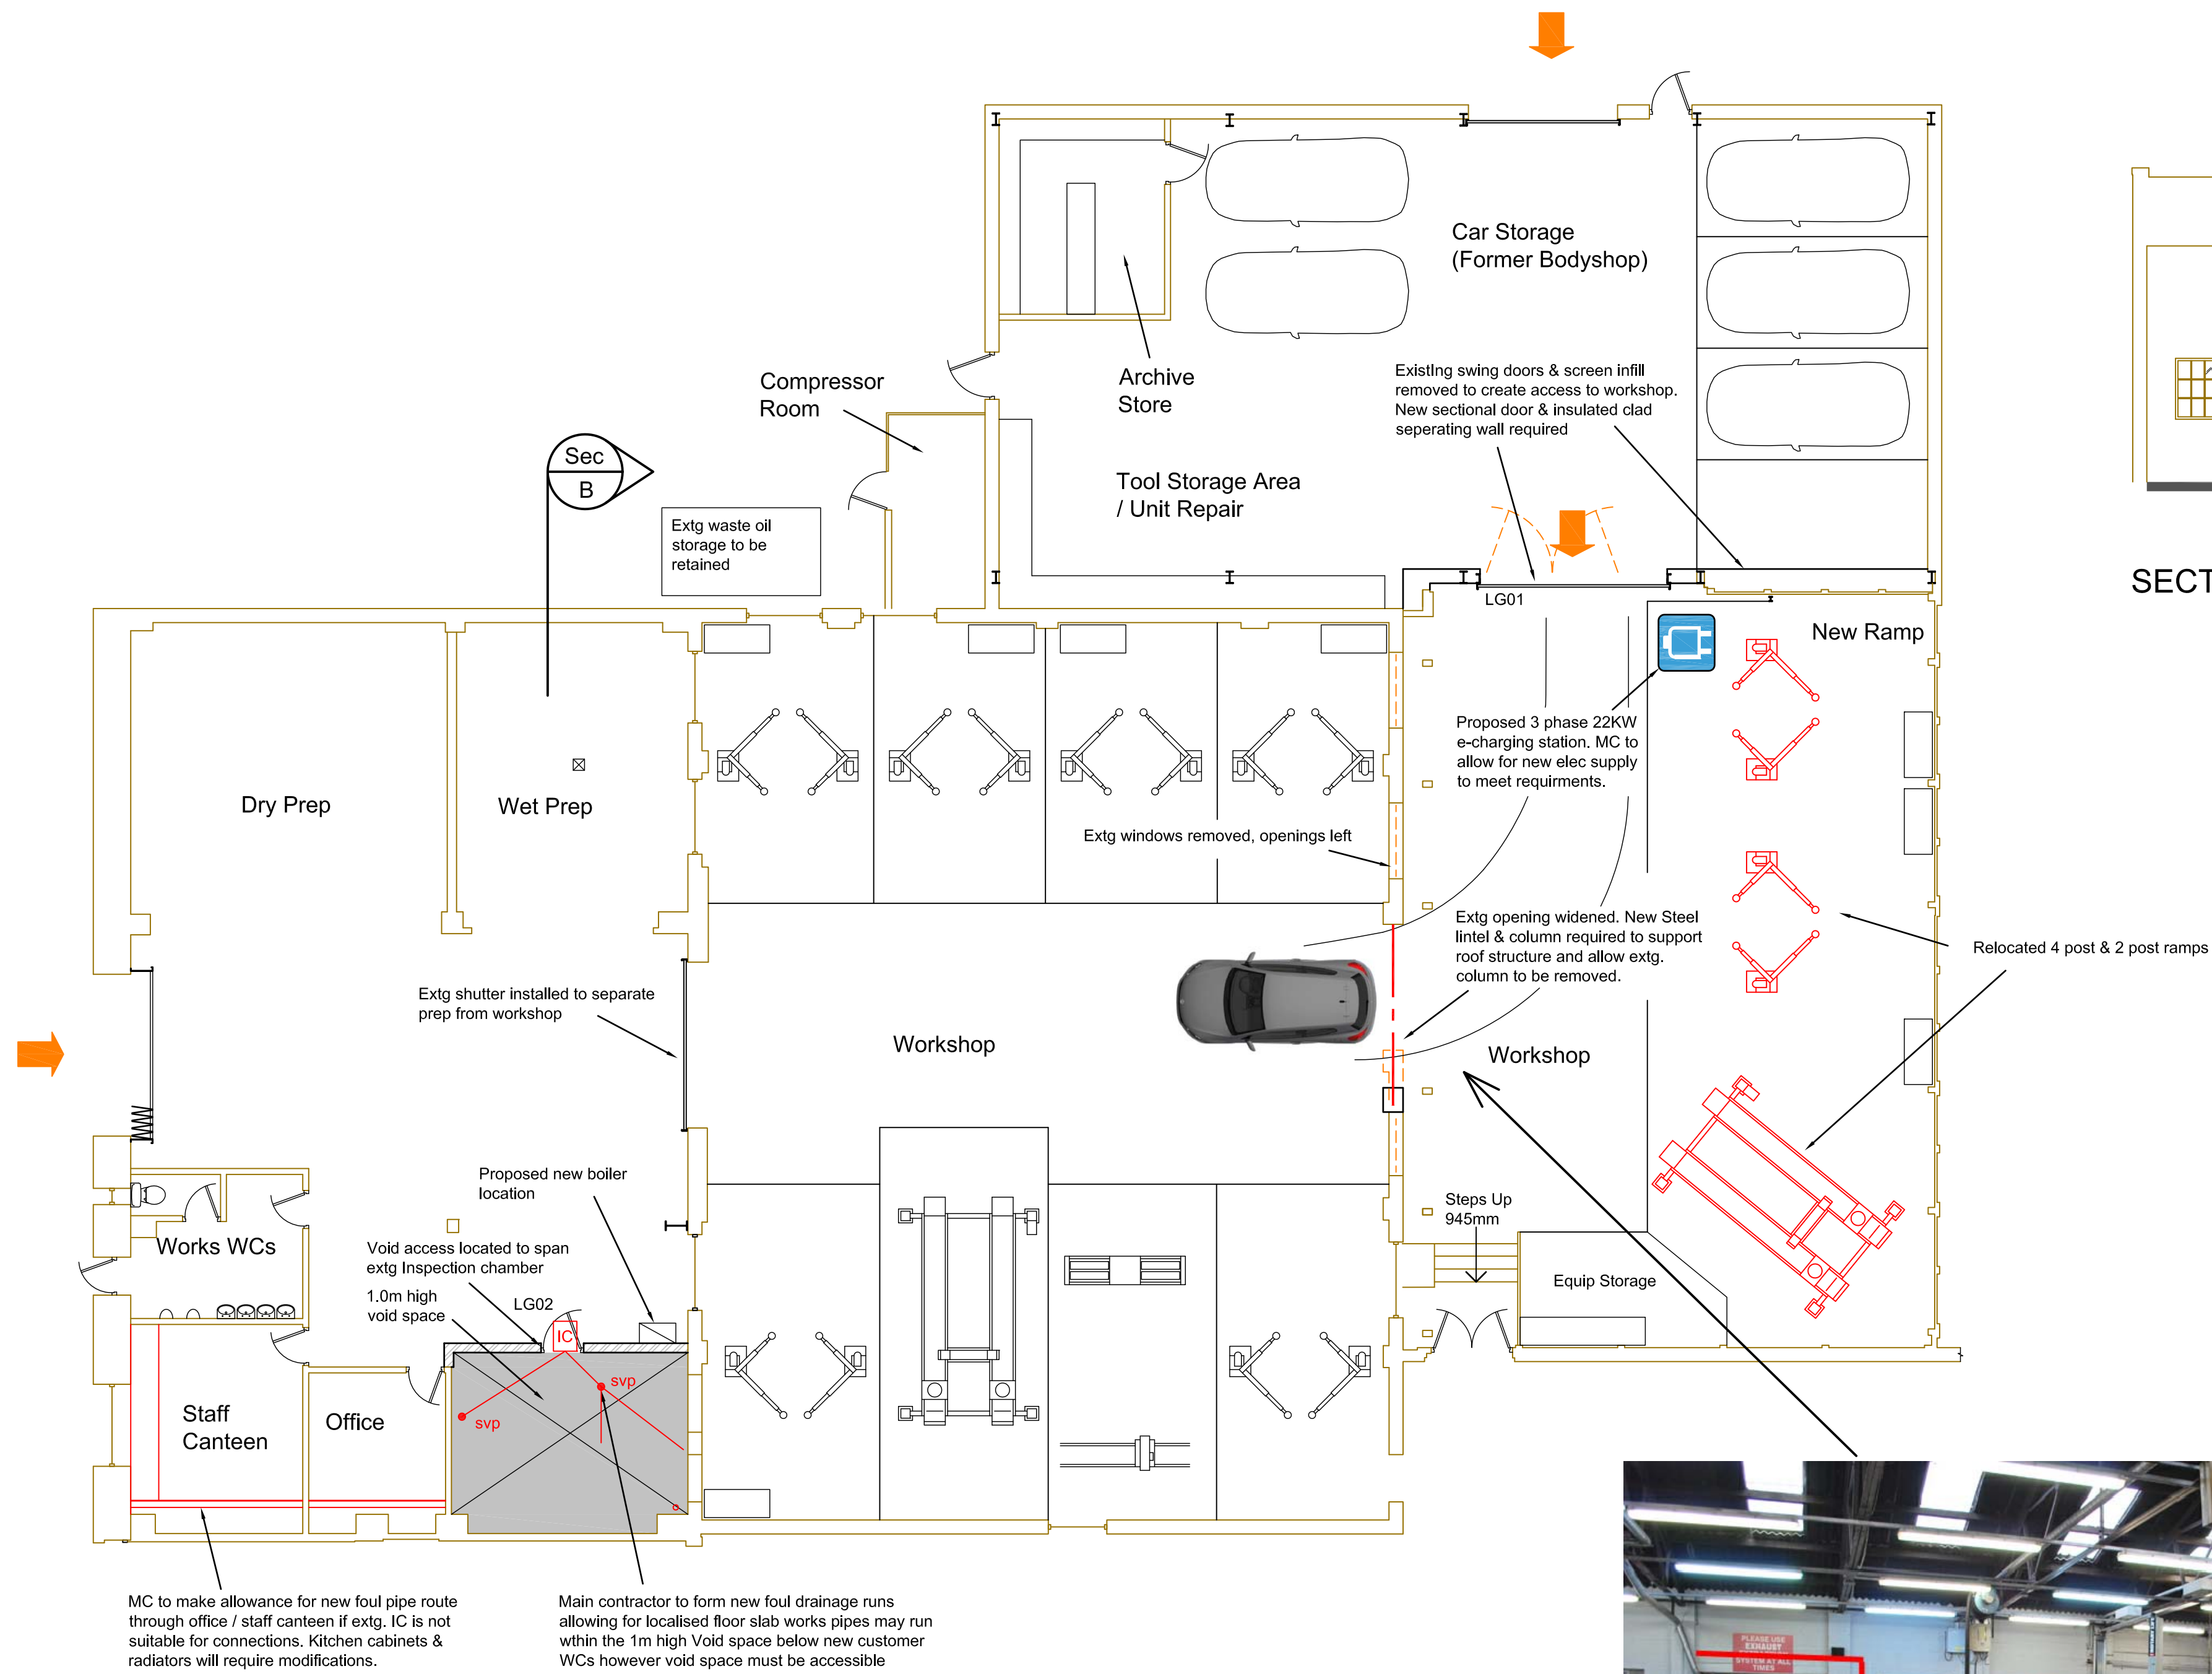 Car Storage
(Former Bodyshop)
Compressor
Room
Archive
Store
ExistIng swing doors & screen infill
removed to create access to workshop.
New sectional door & insulated clad
seperating wall required
Sec
B
Tool Storage Area
/ Unit Repair
Extg waste oil
storage to be
retained
SECT
LG01
New Ramp
Proposed 3 phase 22KW
e-charging station. MC to
allow for new elec supply
to meet requirments.
Dry Prep
Wet Prep
Extg windows removed, openings left
Extg opening widened. New Steel
lintel & column required to support
roof structure and allow extg.
column to be removed.
Relocated 4 post & 2 post ramps
Extg shutter installed to separate
prep from workshop
Workshop
Workshop
Proposed new boiler
location
Steps Up
945mm
Works WCs
Void access located to span
extg Inspection chamber
1.0m high
void space
LG02
IC
Equip Storage
svp
svp
Staff
Canteen
Office
MC to make allowance for new foul pipe route
through office / staff canteen if extg. IC is not
suitable for connections. Kitchen cabinets &
radiators will require modifications.
Main contractor to form new foul drainage runs
allowing for localised floor slab works pipes may run
wthin the 1m high Void space below new customer
WCs however void space must be accessible
PLEASE USE
EXHAUST
SYSTEM AT ALL
TIMES